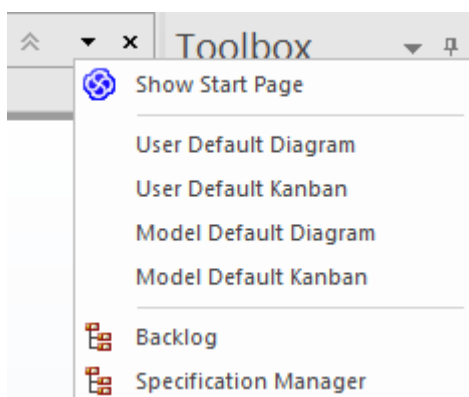 Toolbox
Show Start Page
User Default Diagram
User Default Kanban
Model Default Diagram
Model Default Kanban
Backlog
Specification Manager